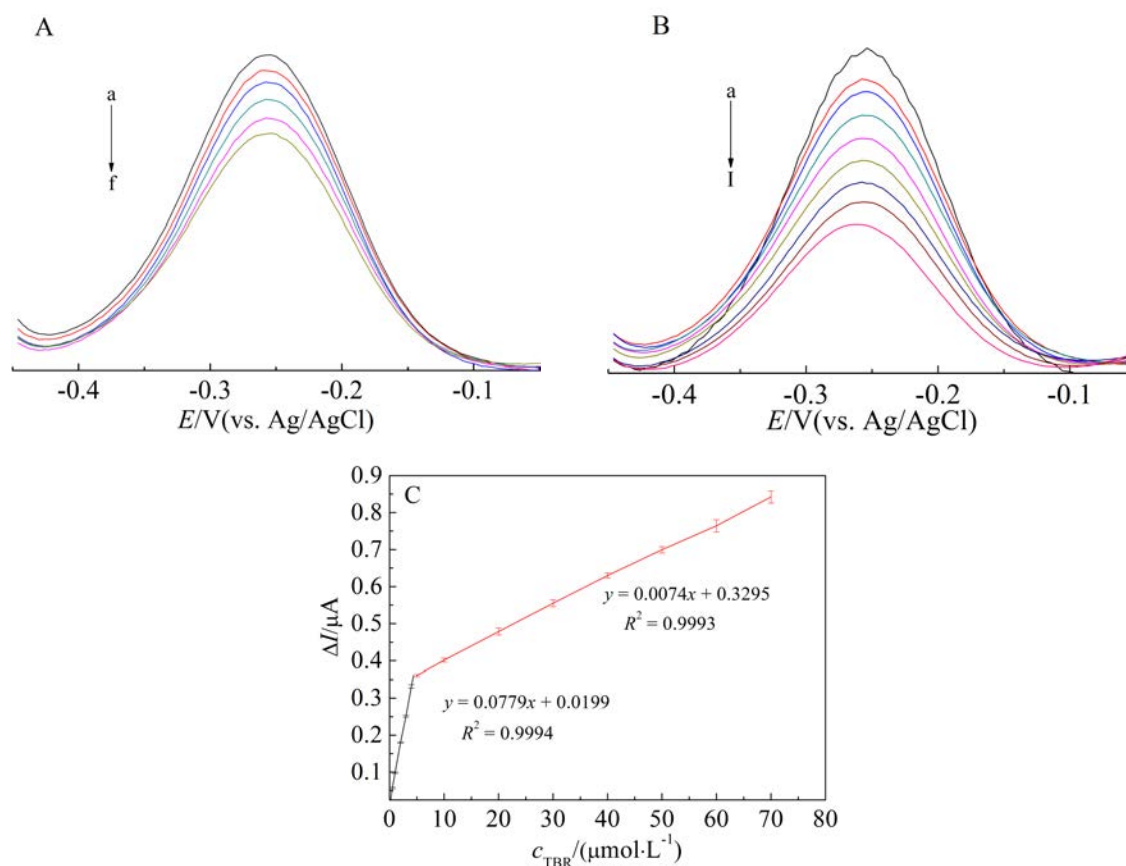 A
a
f
-0.4 -0.3 -0.2 -0.1
E/V(vs. Ag/AgCl)
B
a
I
-0.4 -0.3 -0.2 -0.1
E/V(vs. Ag/AgCl)
C
0.9
0.8
0.7
0.6
0.5
0.4
0.3
0.2
0.1
ΔI/μA
y = 0.0074x + 0.3295
R² = 0.9993
y = 0.0779x + 0.0199
R² = 0.9994
0 10 20 30 40 50 60 70 80
c_TBR/(μmol·L⁻¹)